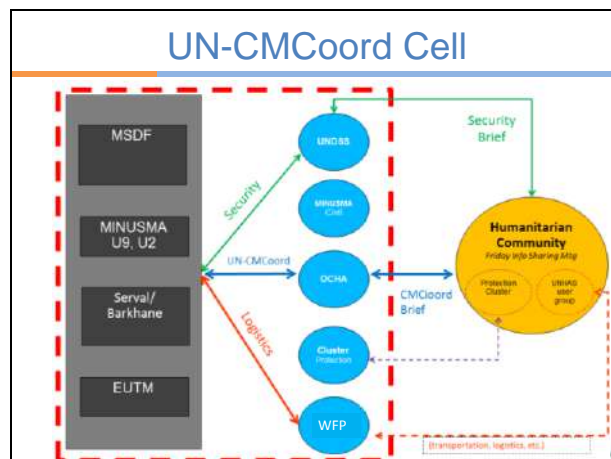 UN-CMCoord Cell
MSDF
MINUSMA
U9, U2
Serval/
Barkhane
EUTM
Security
UN-CMCoord
Logistics
UNDSS
MINUSMA
OCHA
Cluster
Protection
WFP
Security
Brief
CMCoord
Brief
Humanitarian
Community
Friday Info Sharing Mtg
Protection
Cluster
UNHAS
user
group
(transportation, logistics, etc.)